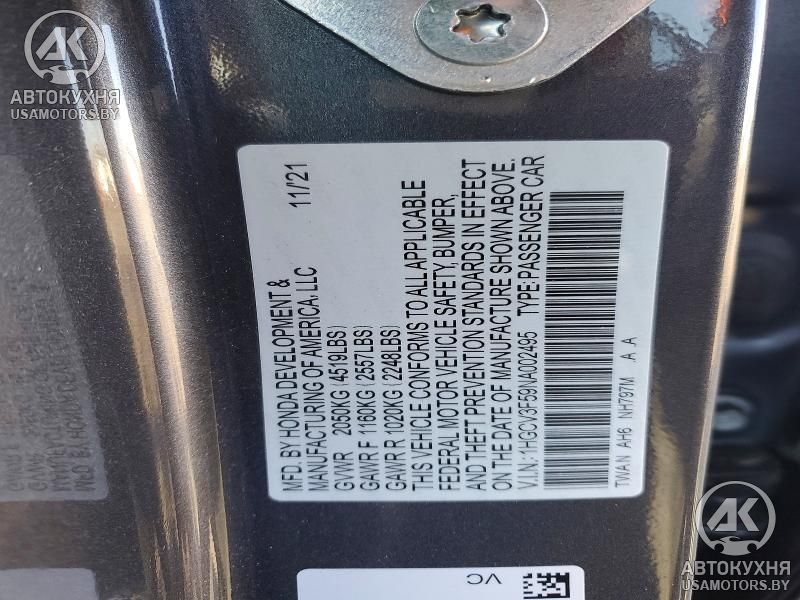 AK
АВТОКУХНЯ
USAMOTORS.BY
MFD. BY HONDA DEVELOPMENT &
MANUFACTURING OF AMERICA, LLC 11/'21
GVWR 2050KG (4519LBS)
GAWR F 1160KG (2557LBS)
GAWR R 1020KG (2248LBS)
THIS VEHICLE CONFORMS TO ALL APPLICABLE
FEDERAL MOTOR VEHICLE SAFETY, BUMPER,
AND THEFT PREVENTION STANDARDS IN EFFECT
ON THE DATE OF MANUFACTURE SHOWN ABOVE.
V.I.N: 1HGCV3F59NA002495 TYPE: PASSENGER CAR
TWAN AH6 NH797M A A
VC
AK
АВТОКУХНЯ
USAMOTORS.BY